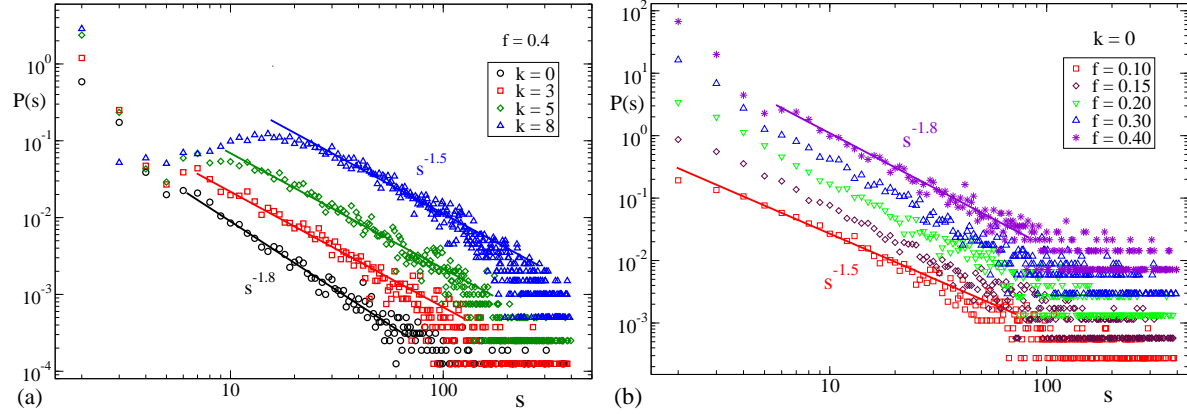 f = 0.4
k = 0
k = 3
k = 5
k = 8
P(s)
10^0
10^-1
10^-2
10^-3
10^-4
s^-1.5
s^-1.8
10
100
s
(a)
k = 0
f = 0.10
f = 0.15
f = 0.20
f = 0.30
f = 0.40
P(s)
10^2
10^1
10^0
10^-1
10^-2
10^-3
s^-1.8
s^-1.5
10
100
s
(b)